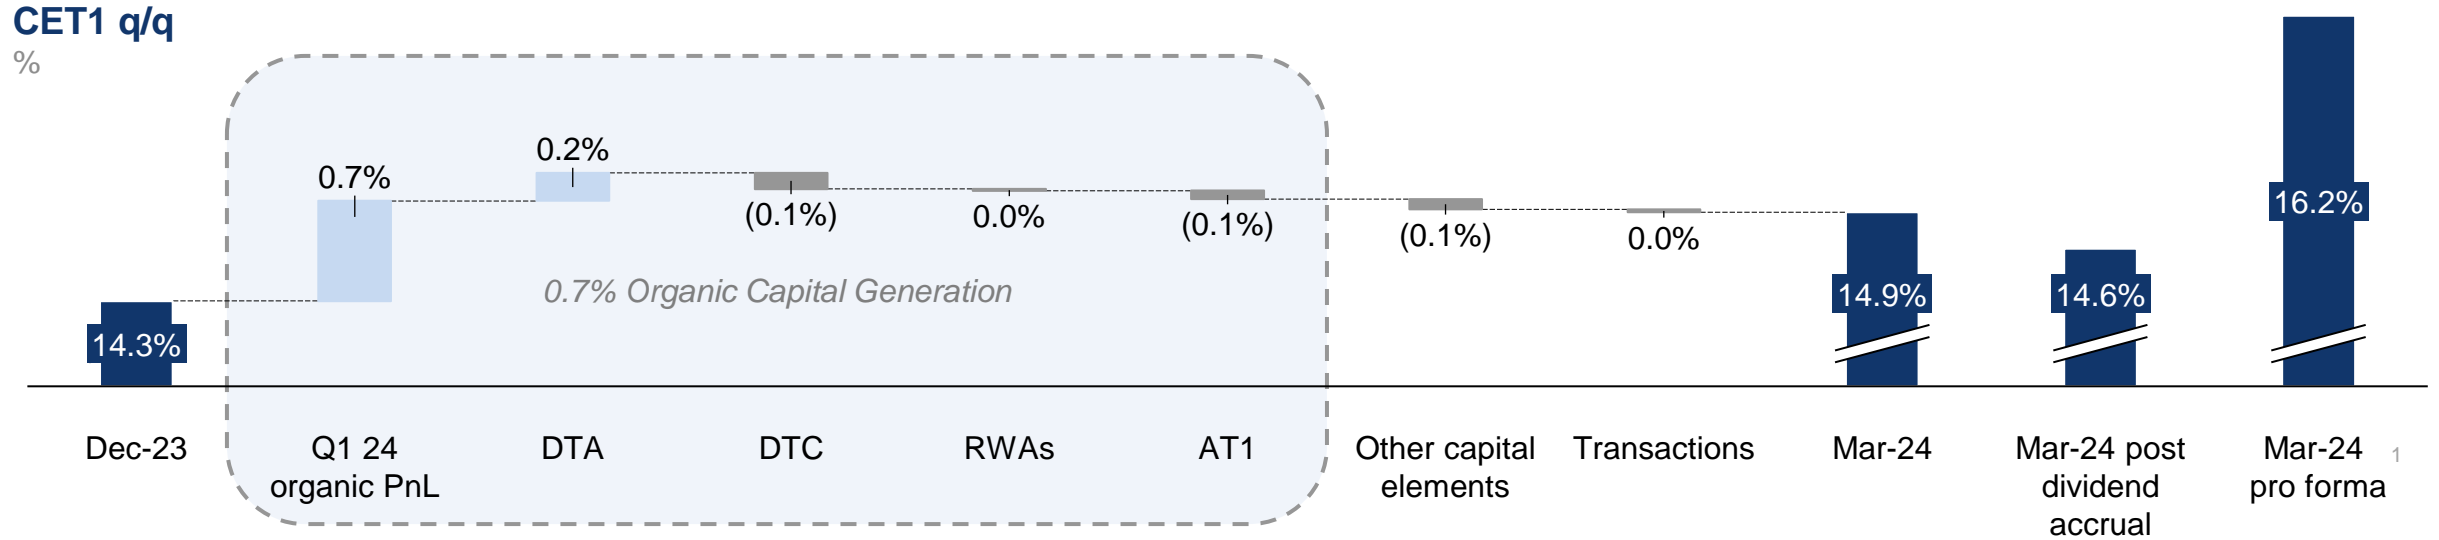 CET1 q/q
%
0.7%
0.2%
(0.1%)
0.0%
(0.1%)
(0.1%)
0.0%
14.3%
14.9%
14.6%
16.2%
0.7% Organic Capital Generation
Dec-23
Q1 24
organic PnL
DTA
DTC
RWAs
AT1
Other capital
elements
Transactions
Mar-24
Mar-24 post
dividend
accrual
Mar-24 1
pro forma